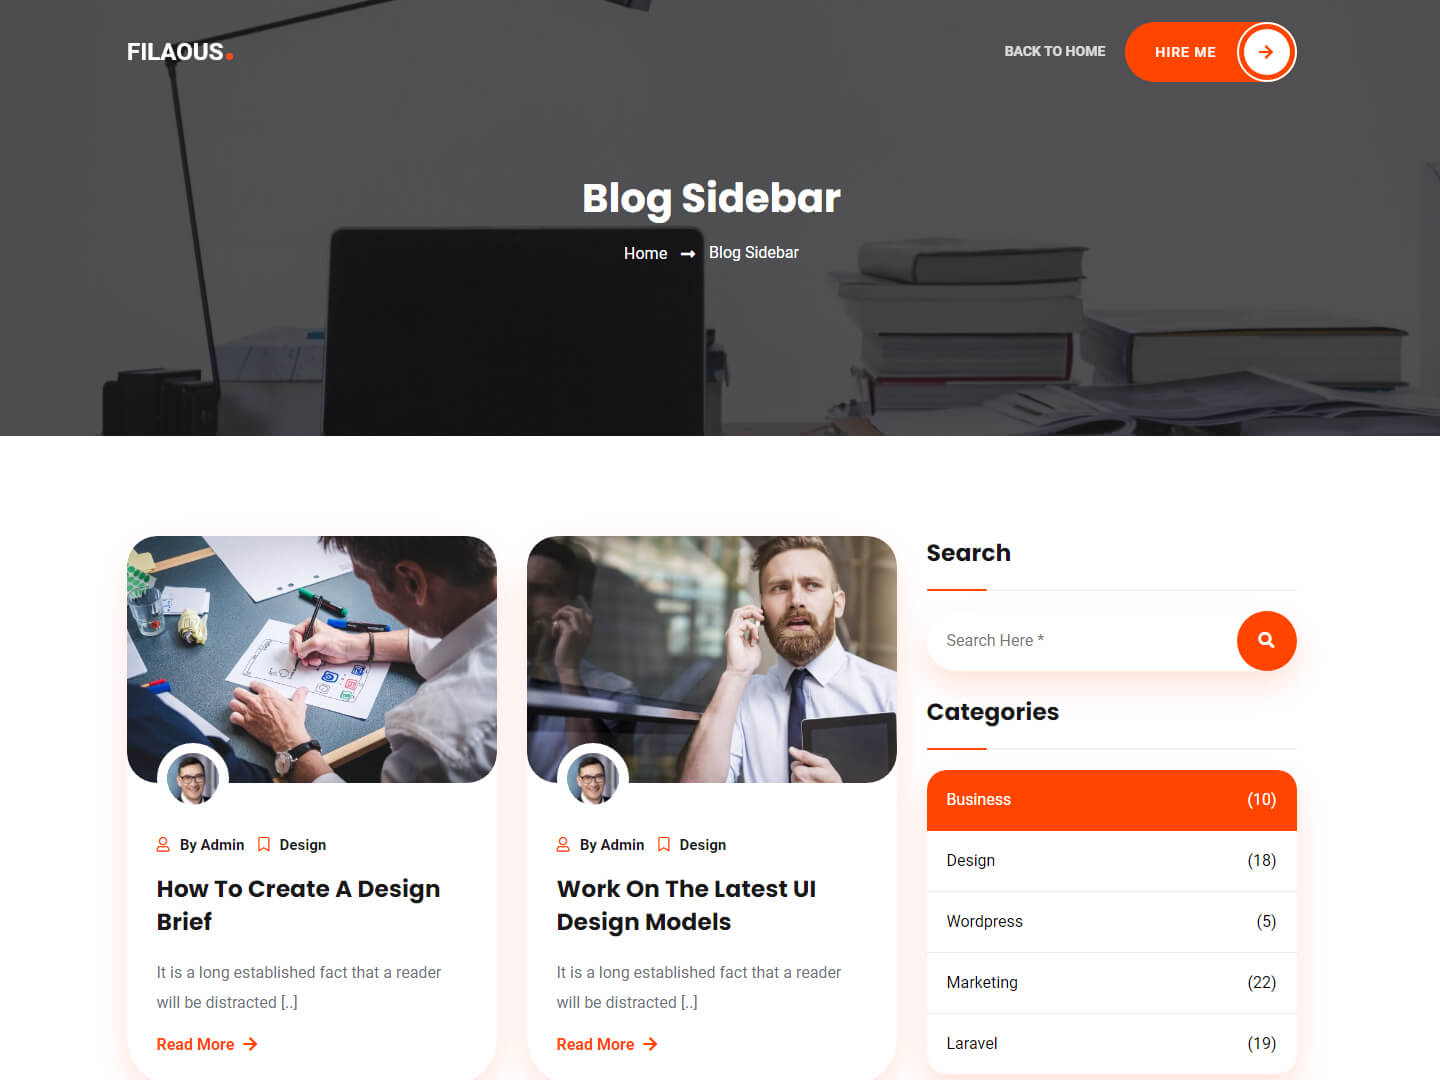 FILAOUS.
BACK TO HOME
HIRE ME
Blog Sidebar
Home
Blog Sidebar
By Admin
Design
How To Create A Design
Brief
It is a long established fact that a reader
will be distracted [..]
Read More
By Admin
Design
Work On The Latest UI
Design Models
It is a long established fact that a reader
will be distracted [..]
Read More
Search
Search Here *
Categories
Business (10)
Design (18)
Wordpress (5)
Marketing (22)
Laravel (19)